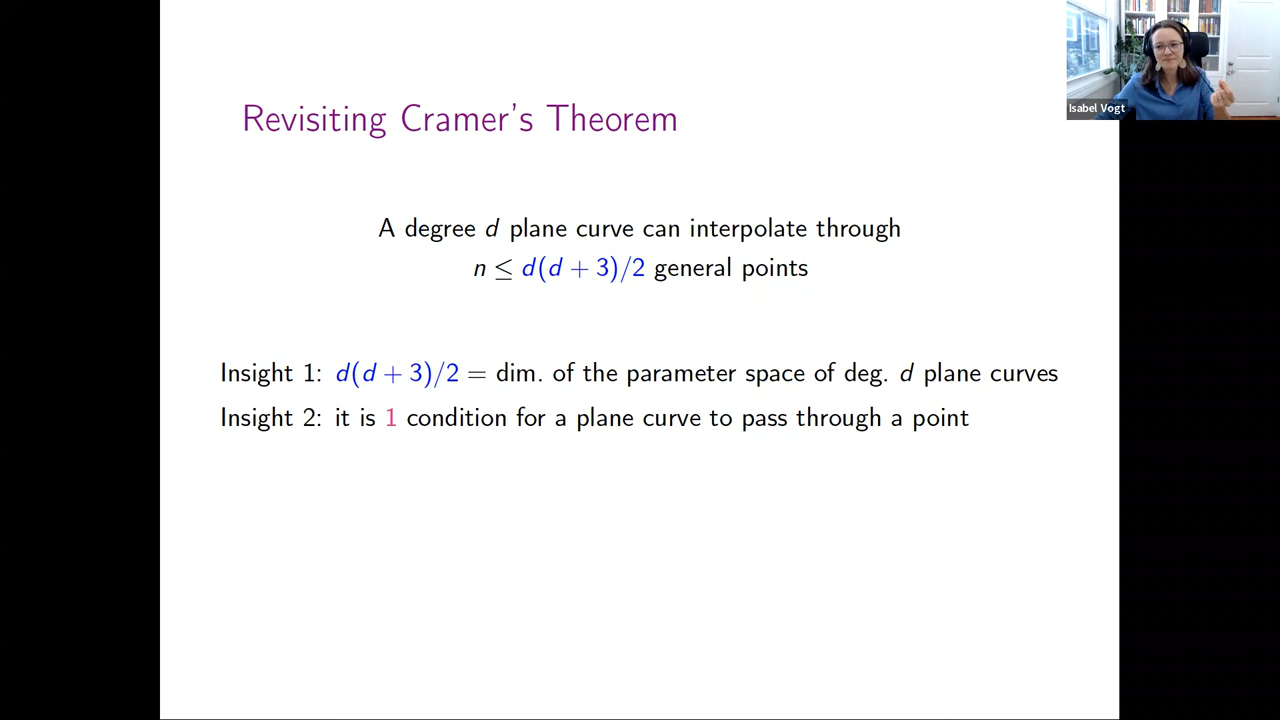 Isabel Vogt
Revisiting Cramer's Theorem
A degree d plane curve can interpolate through
n ≤ d(d + 3)/2 general points
Insight 1: d(d + 3)/2 = dim. of the parameter space of deg. d plane curves
Insight 2: it is 1 condition for a plane curve to pass through a point